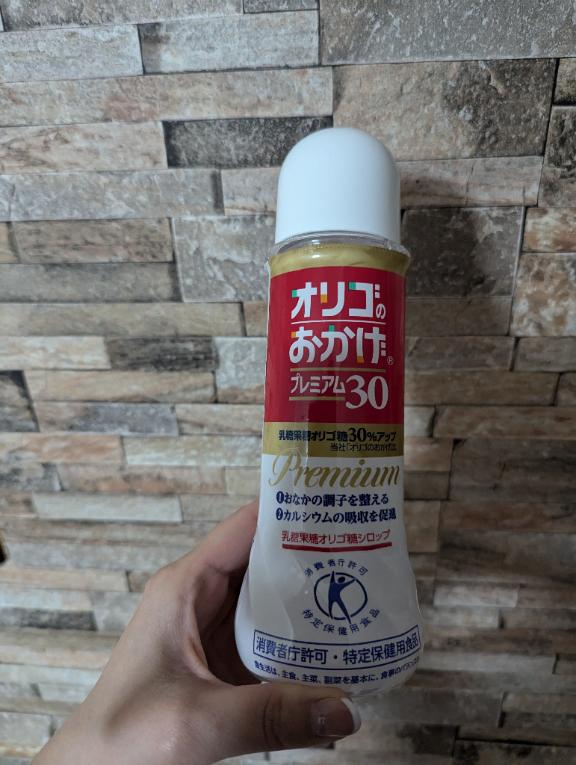 オリゴの
おかげ®
プレミアム30
乳糖果糖オリゴ糖30%アップ
当社「オリゴのおかげ」比
Premium
❶おなかの調子を整える
❷カルシウムの吸収を促進
乳糖果糖オリゴ糖シロップ
消費者庁許可
特定保健用食品
消費者庁許可・特定保健用食品
食生活は、主食、主菜、副菜を基本に、食事のバランスを